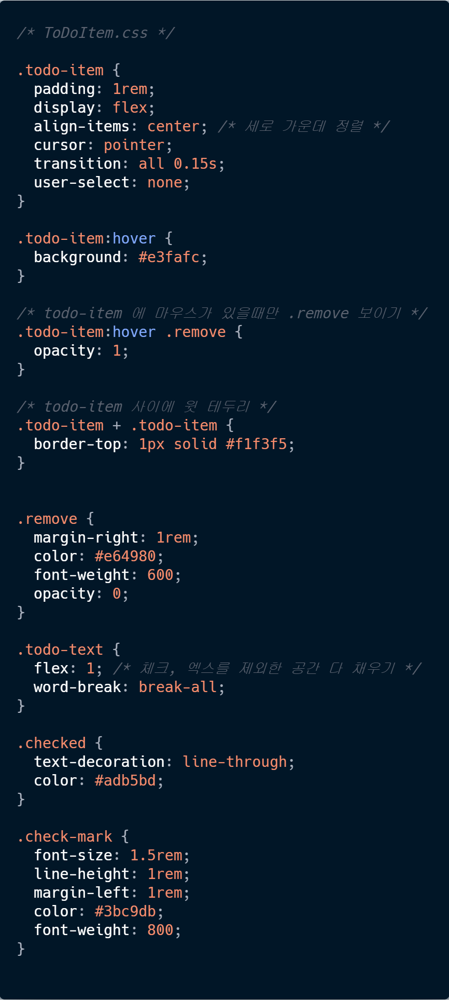 /* ToDoItem.css */
.todo-item {
  padding: 1rem;
  display: flex;
  align-items: center; /* 세로 가운데 정렬 */
  cursor: pointer;
  transition: all 0.15s;
  user-select: none;
}
.todo-item:hover {
  background: #e3fafc;
}
/* todo-item 에 마우스가 있을때만 .remove 보이기 */
.todo-item:hover .remove {
  opacity: 1;
}
/* todo-item 사이에 윗 테두리 */
.todo-item + .todo-item {
  border-top: 1px solid #f1f3f5;
}
.remove {
  margin-right: 1rem;
  color: #e64980;
  font-weight: 600;
  opacity: 0;
}
.todo-text {
  flex: 1; /* 체크, 엑스를 제외한 공간 다 채우기 */
  word-break: break-all;
}
.checked {
  text-decoration: line-through;
  color: #adb5bd;
}
.check-mark {
  font-size: 1.5rem;
  line-height: 1rem;
  margin-left: 1rem;
  color: #3bc9db;
  font-weight: 800;
}